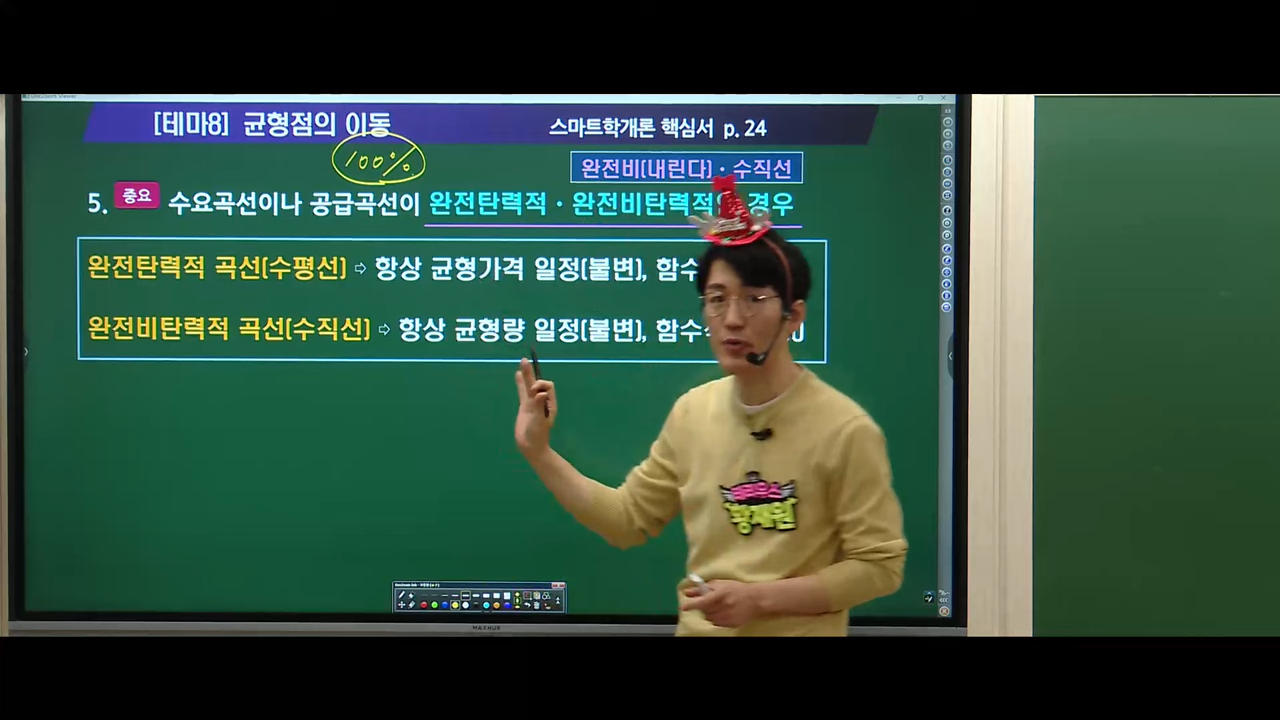 [테마8] 균형점의 이동
스마트학개론 핵심서 p. 24
100%
완전비(내린다)·수직선
5. 중요 수요곡선이나 공급곡선이 완전탄력적·완전비탄력적 경우
완전탄력적 곡선(수평선) ⇨ 항상 균형가격 일정(불변), 함수
완전비탄력적 곡선(수직선) ⇨ 항상 균형량 일정(불변), 함수
황재원
MAXHUB